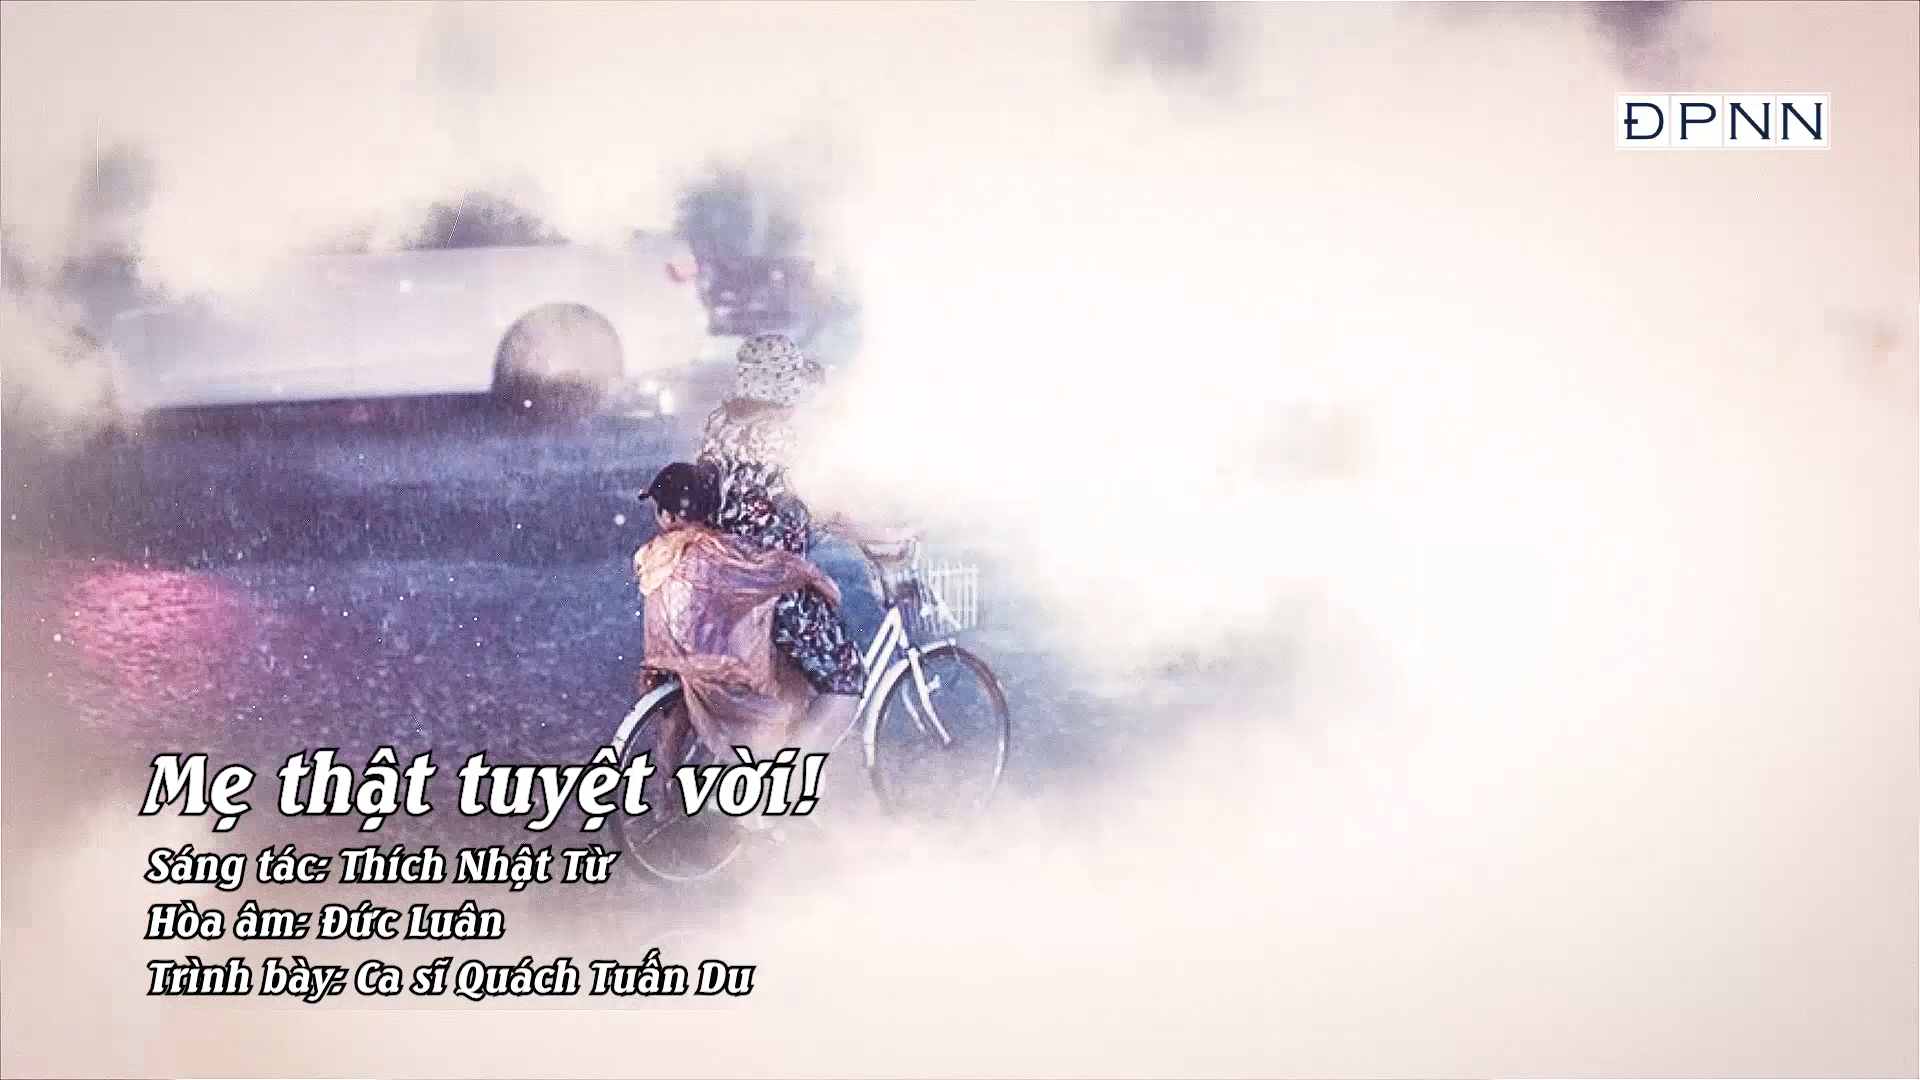 ĐPNN
Mẹ thật tuyệt vời!
Sáng tác: Thích Nhật Từ
Hòa âm: Đức Luân
Trình bày: Ca sĩ Quách Tuấn Du